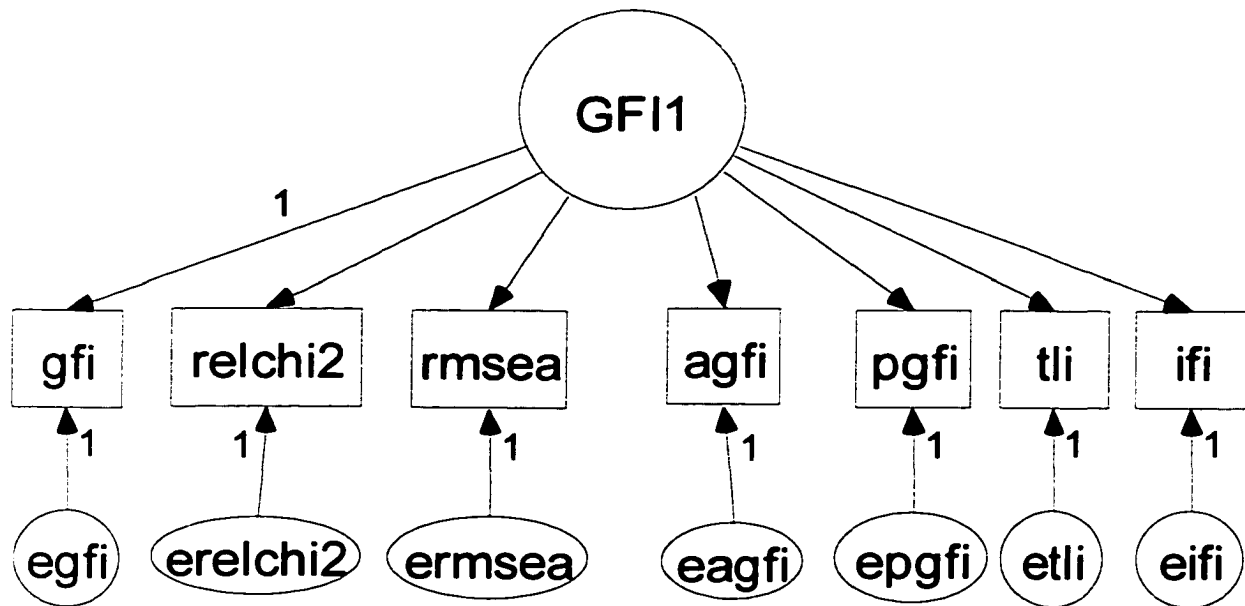 GFI1
1
gfi relchi2 rmsea agfi pgfi tli ifi
1 1 1 1 1 1 1
egfi erelchi2 ermsea eagfi epgfi etli eifi